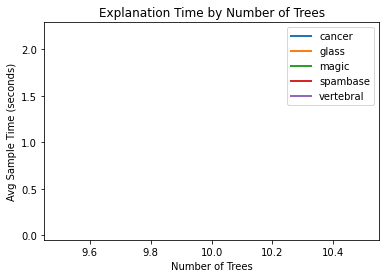 Explanation Time by Number of Trees
cancer
glass
magic
spambase
vertebral
Avg Sample Time (seconds)
2.0
1.5
1.0
0.5
0.0
9.6 9.8 10.0 10.2 10.4
Number of Trees